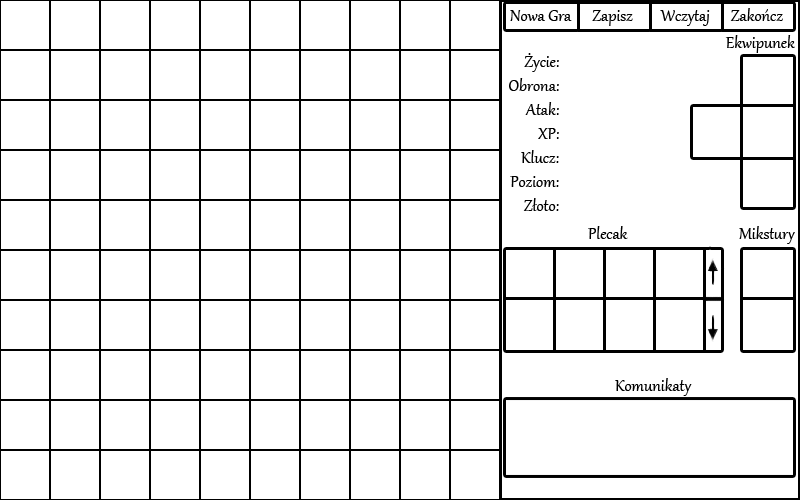 Nowa Gra Zapisz Wczytaj Zakończ
Ekwipunek
Życie:
Obrona:
Atak:
XP:
Klucz:
Poziom:
Złoto:
Plecak Mikstury
Komunikaty